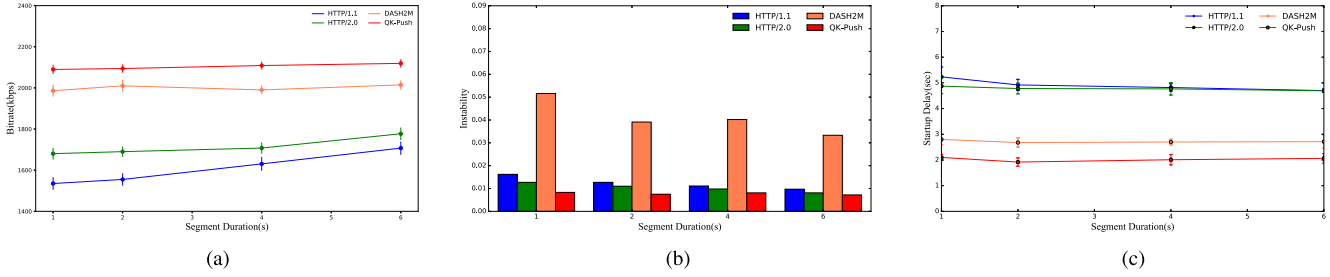 2400
2200
2000
1800
1600
1400
Bitrate(kbps)
HTTP/1.1
HTTP/2.0
DASH2M
QK-Push
1 2 3 4 5 6
Segment Duration(s)
(a)
0.09
0.08
0.07
0.06
0.05
0.04
0.03
0.02
0.01
0.00
Instability
HTTP/1.1 DASH2M
HTTP/2.0 QK-Push
1 2 4 6
Segment Duration(s)
(b)
8
7
6
5
4
3
2
1
0
Startup Delay(sec)
HTTP/1.1 DASH2M
HTTP/2.0 QK-Push
1 2 3 4 5 6
Segment Duration(s)
(c)